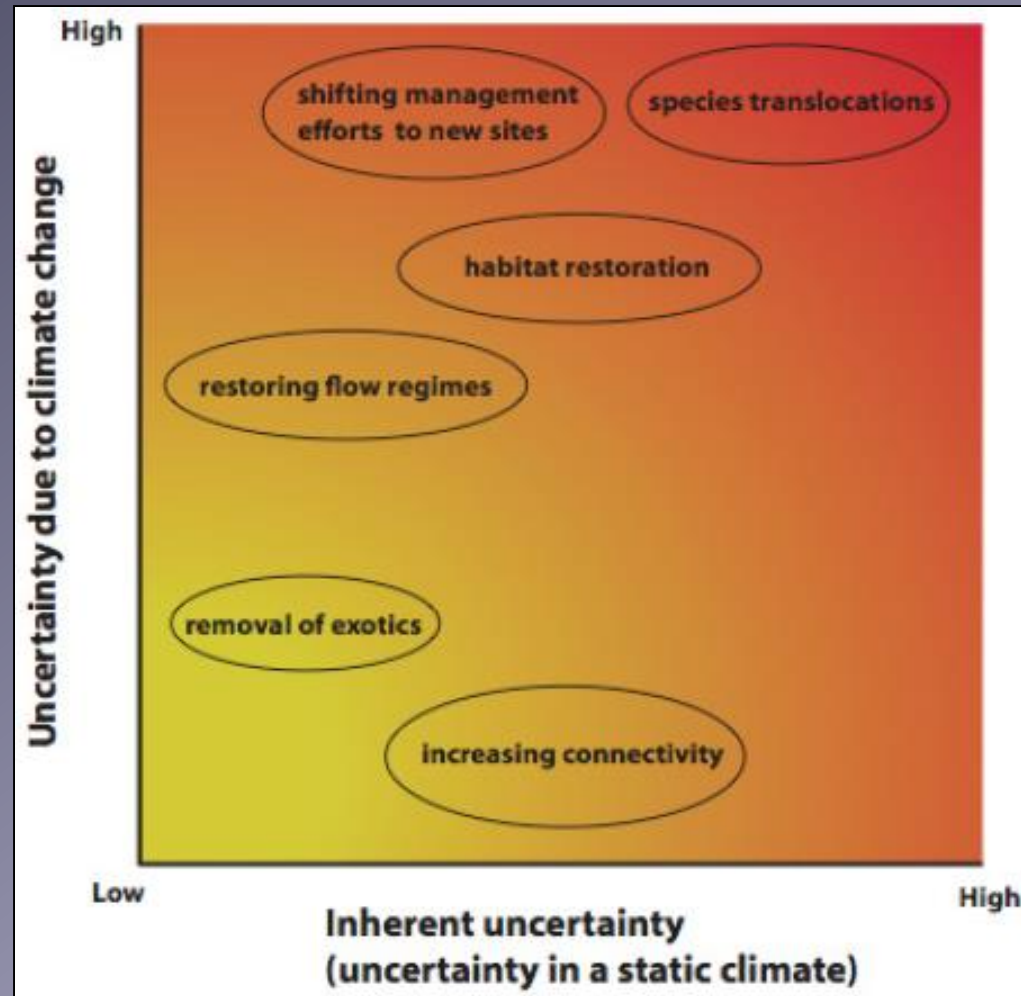 High
shifting management
efforts to new sites
species translocations
habitat restoration
restoring flow regimes
removal of exotics
increasing connectivity
Uncertainty due to climate change
Low
High
Inherent uncertainty
(uncertainty in a static climate)